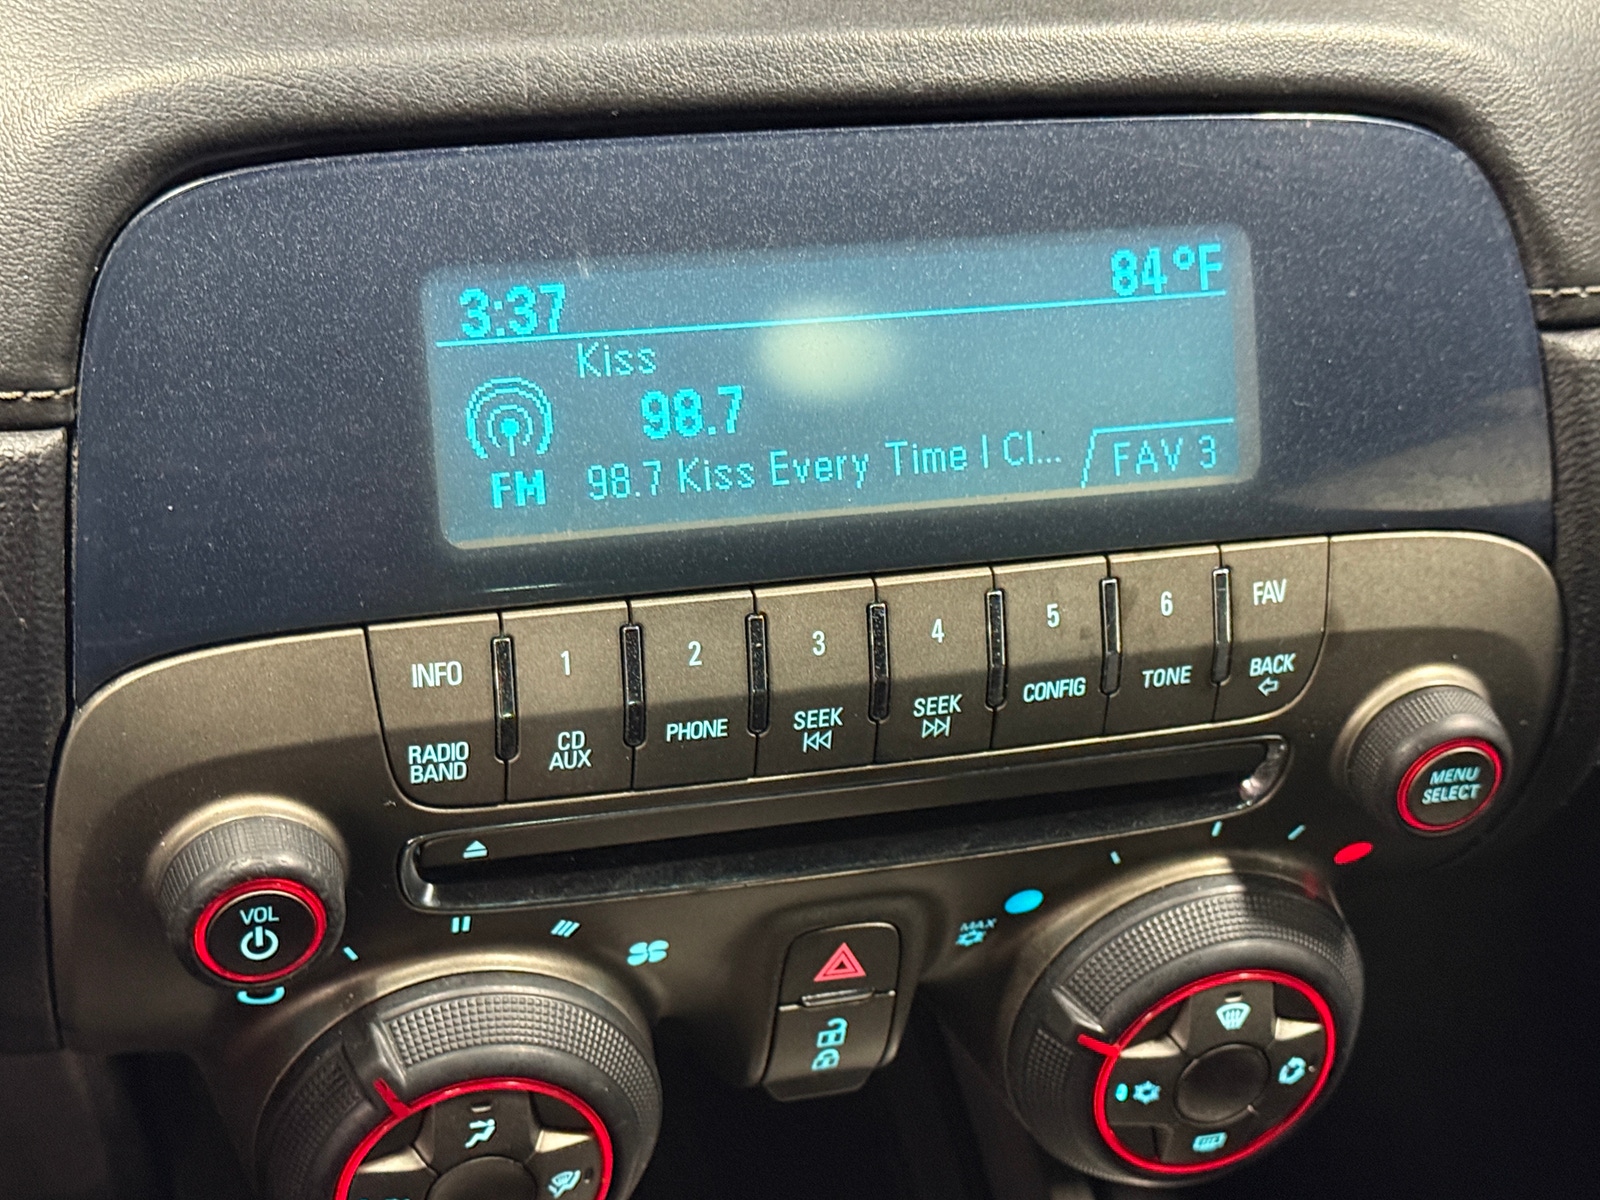 3:37 84°F
Kiss
98.7
FM 98.7 Kiss Every Time I Cl... FAV 3
INFO 1 2 3 4 5 6 FAV
RADIO BAND
CD AUX
PHONE
SEEK
SEEK
CONFIG
TONE
BACK
MENU
SELECT
VOL
MAX